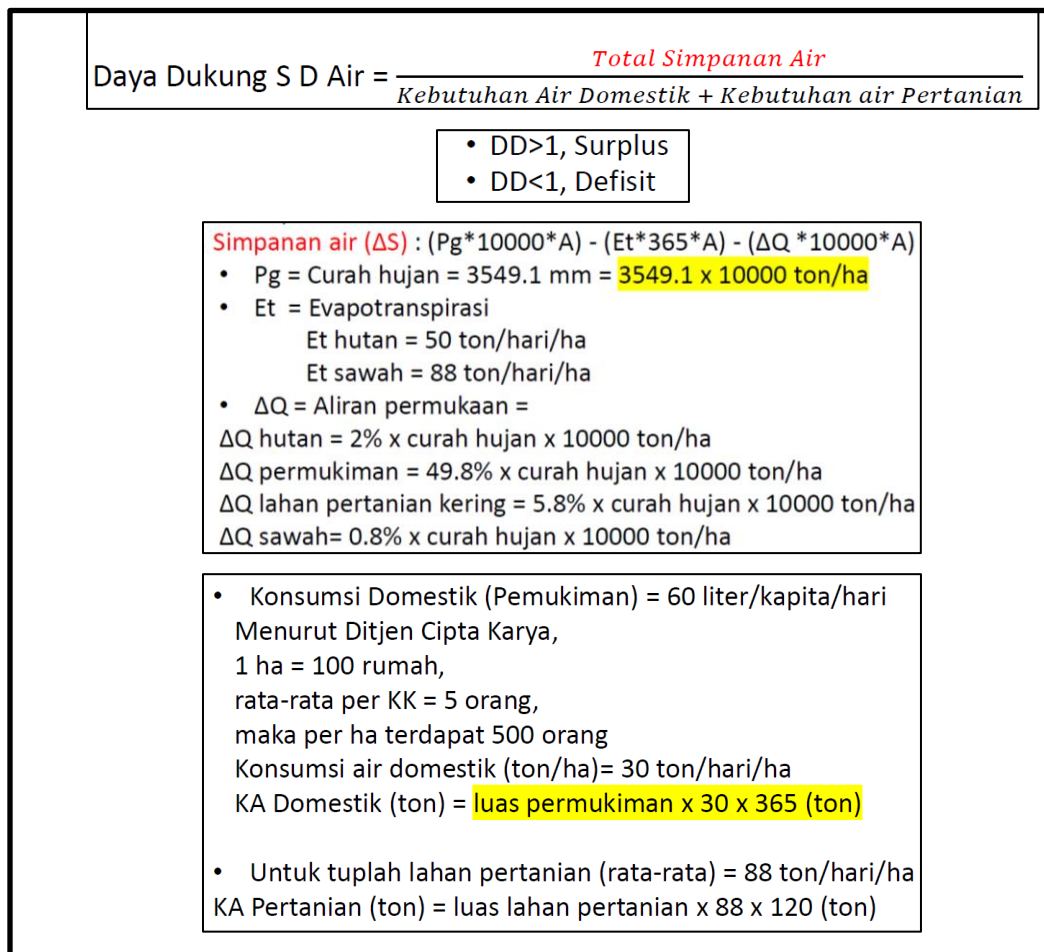 Daya Dukung S D Air = Total Simpanan Air / Kebutuhan Air Domestik + Kebutuhan air Pertanian
• DD>1, Surplus
• DD<1, Defisit
Simpanan air (ΔS) : (Pg*10000*A) - (Et*365*A) - (ΔQ *10000*A)
• Pg = Curah hujan = 3549.1 mm = 3549.1 x 10000 ton/ha
• Et = Evapotranspirasi
Et hutan = 50 ton/hari/ha
Et sawah = 88 ton/hari/ha
• ΔQ = Aliran permukaan =
ΔQ hutan = 2% x curah hujan x 10000 ton/ha
ΔQ permukiman = 49.8% x curah hujan x 10000 ton/ha
ΔQ lahan pertanian kering = 5.8% x curah hujan x 10000 ton/ha
ΔQ sawah= 0.8% x curah hujan x 10000 ton/ha
• Konsumsi Domestik (Pemukiman) = 60 liter/kapita/hari
Menurut Ditjen Cipta Karya,
1 ha = 100 rumah,
rata-rata per KK = 5 orang,
maka per ha terdapat 500 orang
Konsumsi air domestik (ton/ha)= 30 ton/hari/ha
KA Domestik (ton) = luas permukiman x 30 x 365 (ton)
• Untuk tuplah lahan pertanian (rata-rata) = 88 ton/hari/ha
KA Pertanian (ton) = luas lahan pertanian x 88 x 120 (ton)